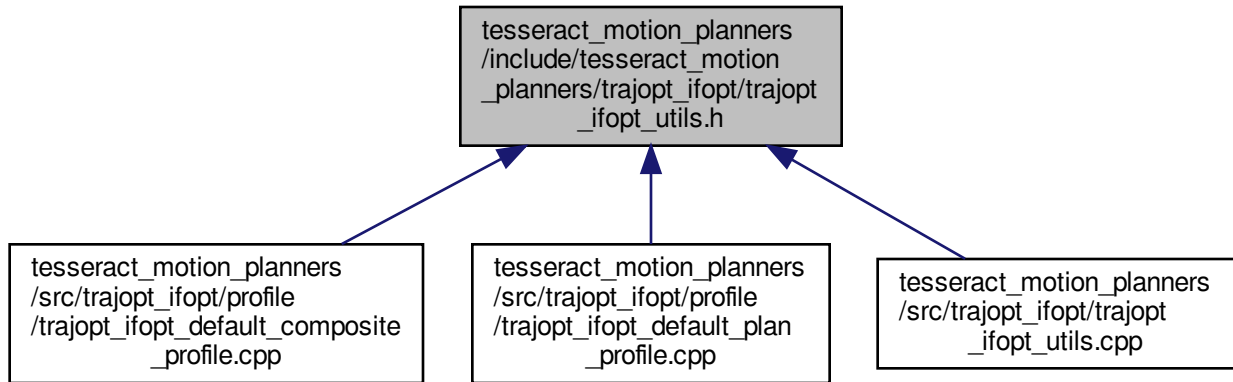 tesseract_motion_planners
/include/tesseract_motion
_planners/trajopt_ifopt/trajopt
_ifopt_utils.h
tesseract_motion_planners
/src/trajopt_ifopt/profile
/trajopt_ifopt_default_composite
_profile.cpp
tesseract_motion_planners
/src/trajopt_ifopt/profile
/trajopt_ifopt_default_plan
_profile.cpp
tesseract_motion_planners
/src/trajopt_ifopt/trajopt
_ifopt_utils.cpp